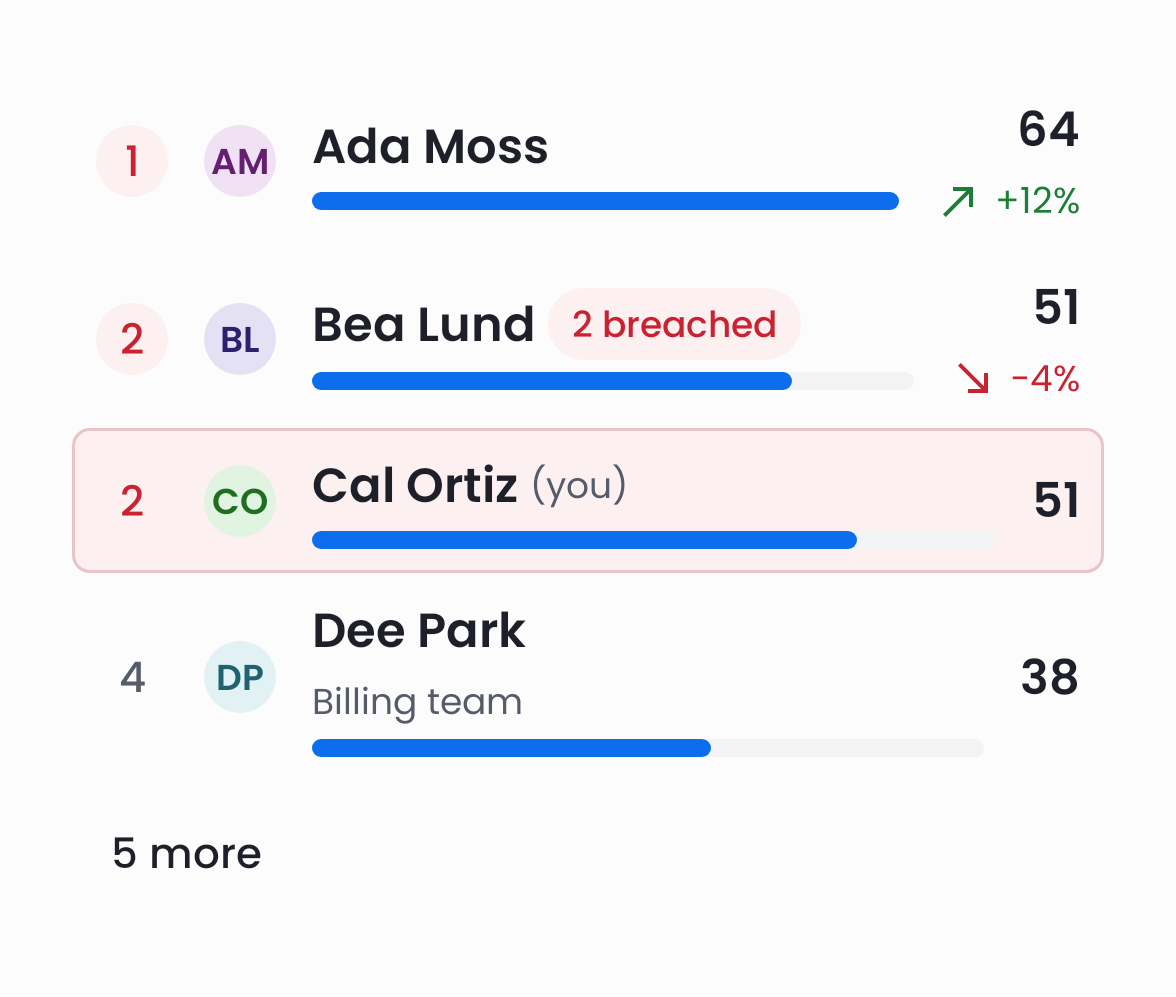 1 AM Ada Moss 64
+12%
2 BL Bea Lund 2 breached 51
-4%
2 CO Cal Ortiz (you) 51
Dee Park
4 DP 38
Billing team
5 more